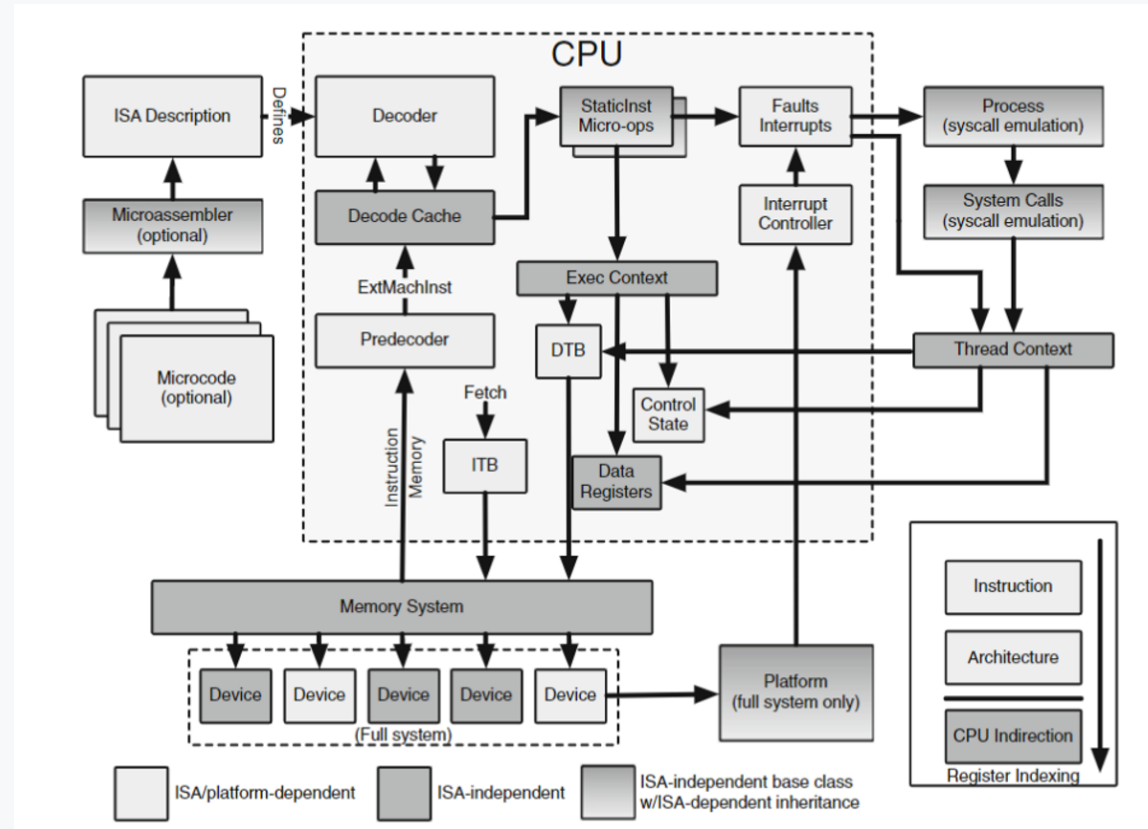 CPU
ISA Description
Defines
Decoder
StaticInst
Micro-ops
Faults
Interrupts
Process
(syscall emulation)
Microassembler
(optional)
Decode Cache
Interrupt
Controller
System Calls
(syscall emulation)
ExtMachInst
Exec Context
Microcode
(optional)
Predecoder
DTB
Thread Context
Fetch
Control
State
Instruction
Memory
ITB
Data
Registers
Memory System
Device
Device
Device
Device
Device
(Full system)
Platform
(full system only)
Instruction
Architecture
CPU Indirection
Register Indexing
ISA/platform-dependent
ISA-independent
ISA-independent base class
w/ISA-dependent inheritance